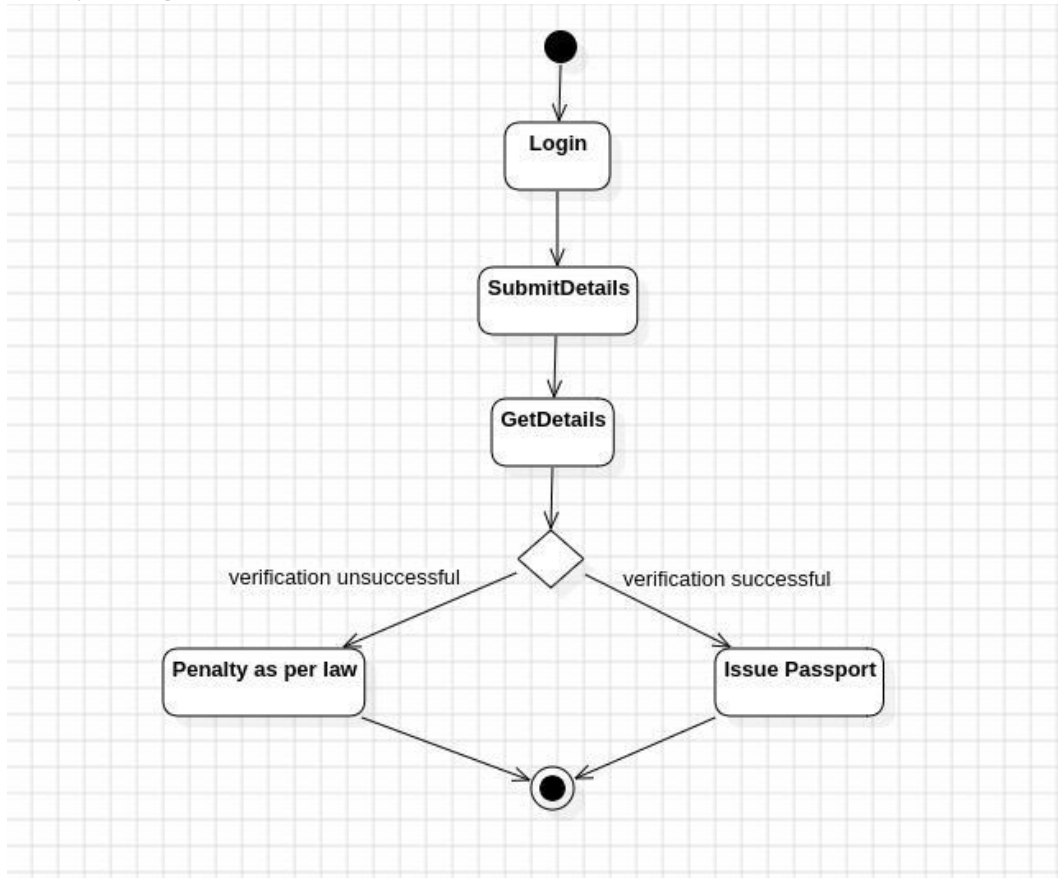 Login
SubmitDetails
GetDetails
verification unsuccessful
verification successful
Penalty as per law
Issue Passport